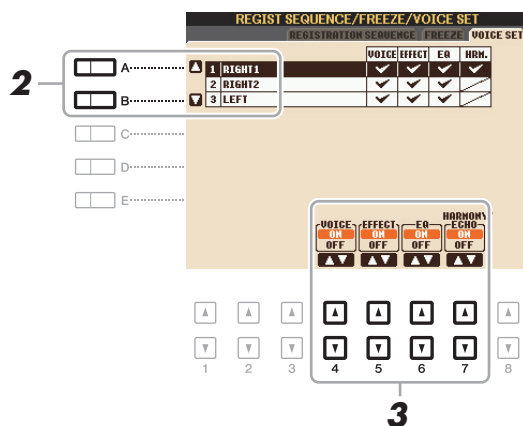 REGIST SEQUENCE/FREEZE/VOICE SET
REGISTRATION SEQUENCE FREEZE VOICE SET
VOICE EFFECT EQ HRM.
1 RIGHT1
2 RIGHT2
3 LEFT
A
B
C
D
E
2
HARMONY
VOICE EFFECT EQ ECHO
ON ON ON ON
OFF OFF OFF OFF
1 2 3 4 5 6 7 8
3